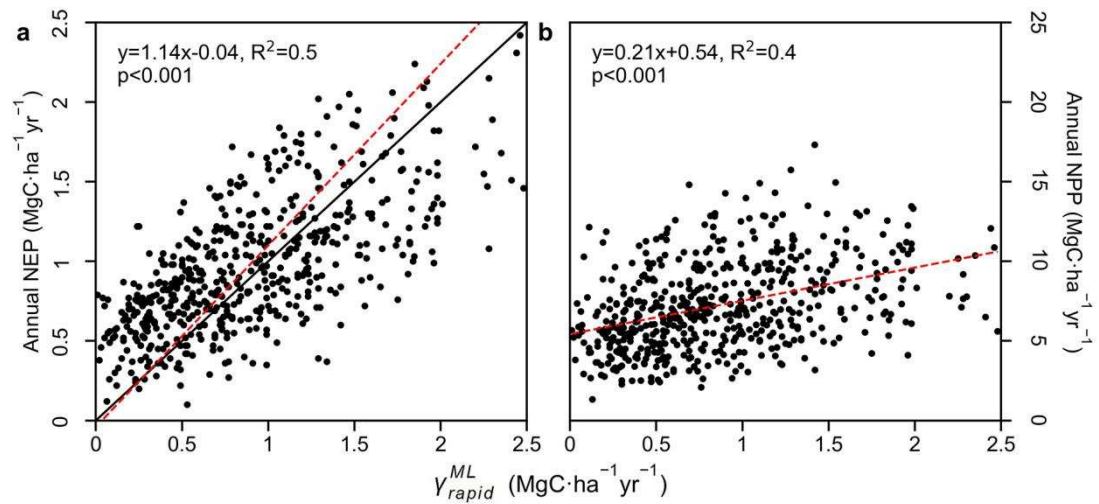 a
y=1.14x-0.04, R²=0.5
p<0.001
Annual NEP (MgC·ha⁻¹yr⁻¹)
2.5
2
1.5
1
0.5
0
0 0.5 1 1.5 2 2.5
b
y=0.21x+0.54, R²=0.4
p<0.001
25
20
15
10
5
0
Annual NPP (MgC·ha⁻¹yr⁻¹)
0 0.5 1 1.5 2 2.5
γ^ML_rapid (MgC·ha⁻¹yr⁻¹)